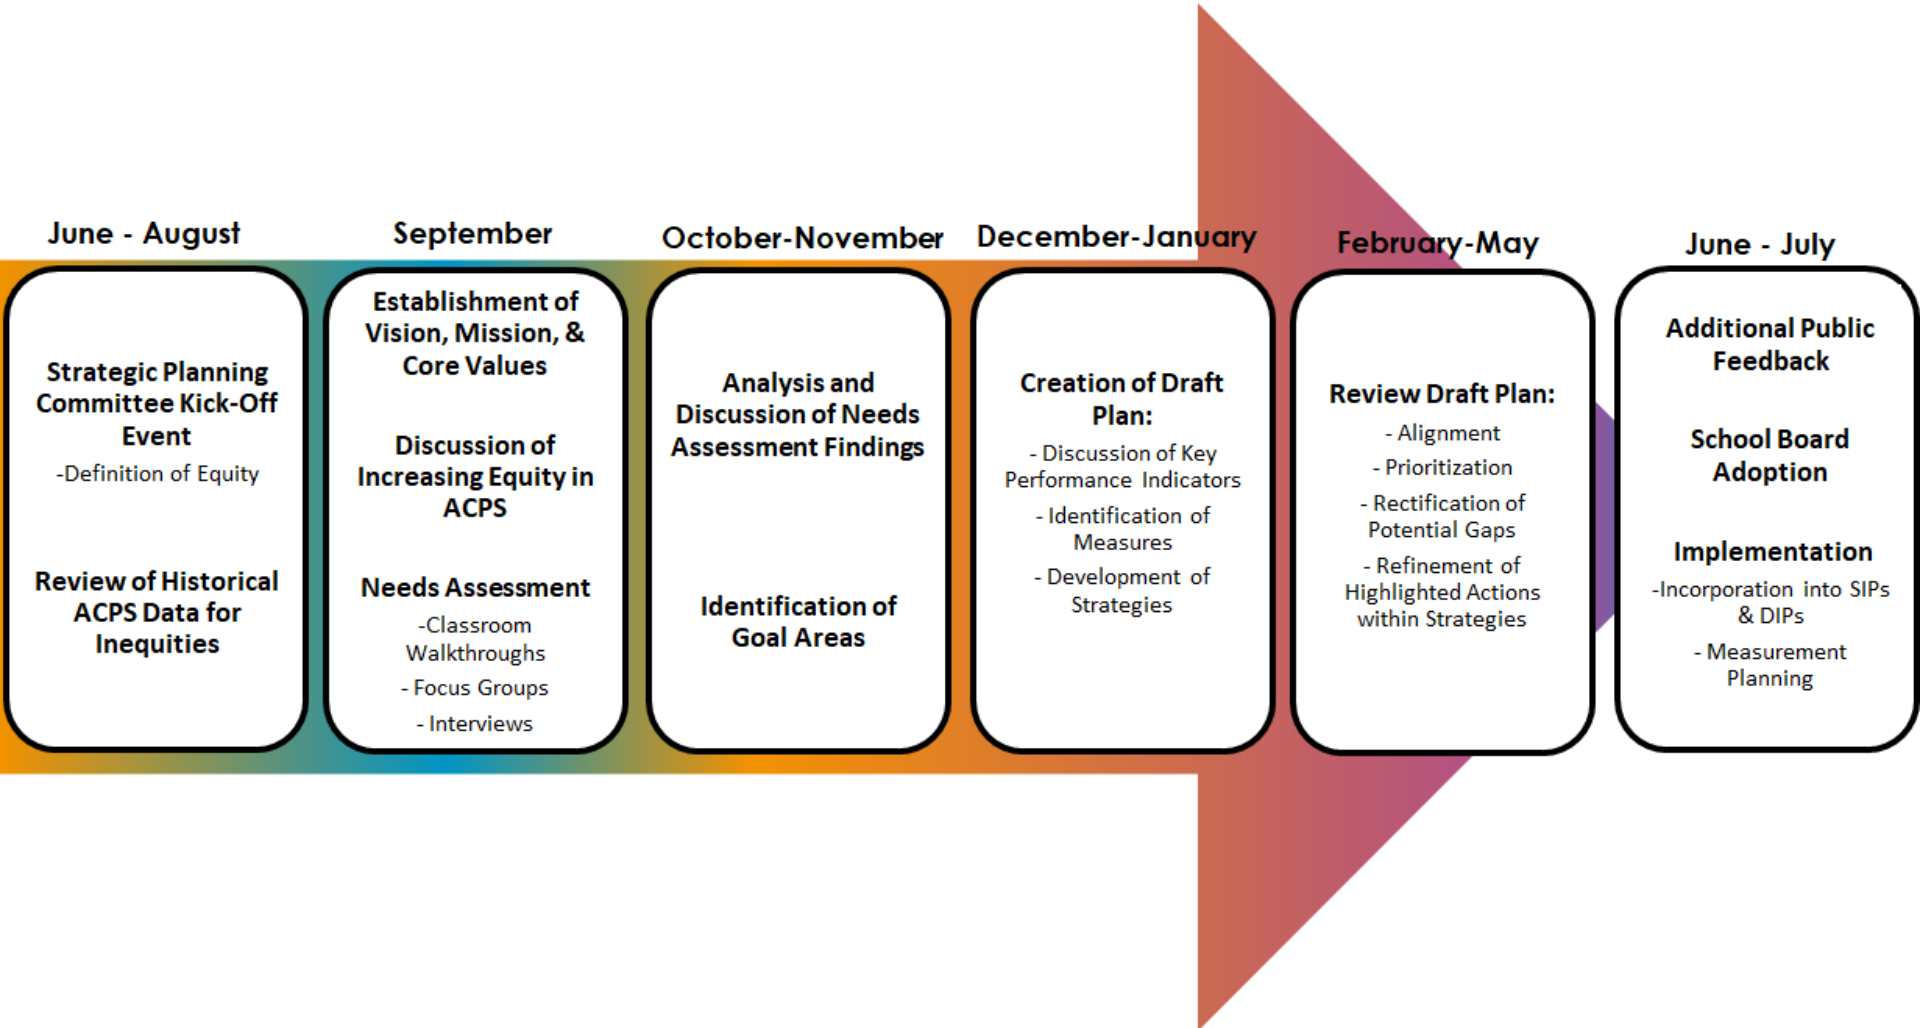 June - August
Strategic Planning
Committee Kick-Off
Event
-Definition of Equity
Review of Historical
ACPS Data for
Inequities
September
Establishment of
Vision, Mission, &
Core Values
Discussion of
Increasing Equity in
ACPS
Needs Assessment
-Classroom
Walkthroughs
- Focus Groups
- Interviews
October-November
Analysis and
Discussion of Needs
Assessment Findings
Identification of
Goal Areas
December-January
Creation of Draft
Plan:
- Discussion of Key
Performance Indicators
- Identification of
Measures
- Development of
Strategies
February-May
Review Draft Plan:
- Alignment
- Prioritization
- Rectification of
Potential Gaps
- Refinement of
Highlighted Actions
within Strategies
June - July
Additional Public
Feedback
School Board
Adoption
Implementation
-Incorporation into SIPs
& DIPs
- Measurement
Planning